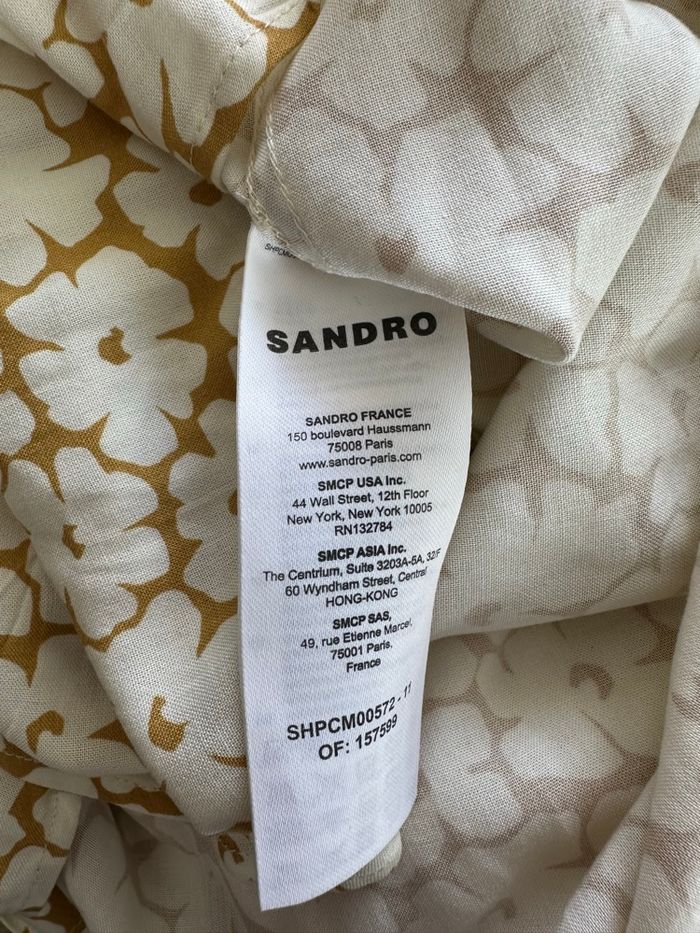 SANDRO
SANDRO FRANCE
150 boulevard Haussmann
75008 Paris
www.sandro-paris.com
SMCP USA Inc.
44 Wall Street, 12th Floor
New York, New York 10005
RN132784
SMCP ASIA Inc.
The Centrium, Suite 3203A-5A, 32/F
60 Wyndham Street, Central
HONG-KONG
SMCP SAS,
49, rue Etienne Marcel,
75001 Paris,
France
SHPCM00572 - 11
OF: 157599